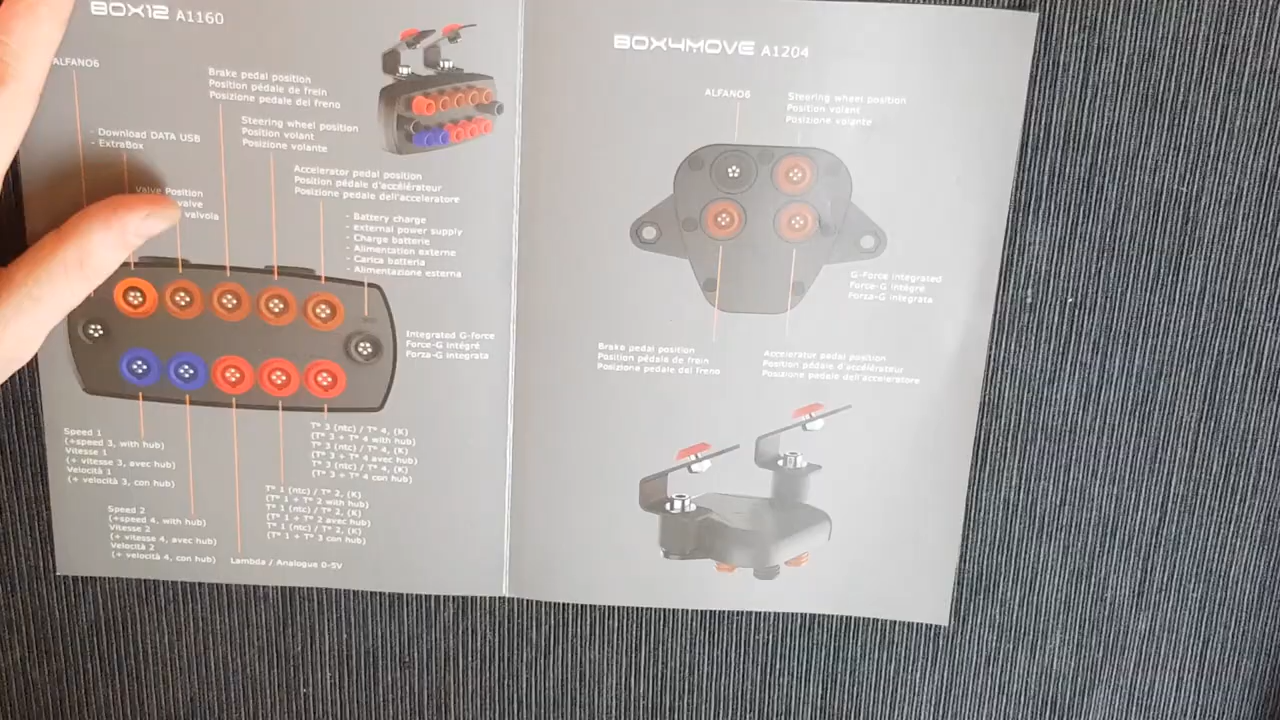 BOX12 A1160
ALFANO6
- Download DATA USB
- ExtraBox
Valve Position
valve
valvola
Brake pedal position
Position pédale de frein
Posizione pedale del freno
Steering wheel position
Position volant
Posizione volante
Accelerator pedal position
Position pédale d'accélérateur
Posizione pedale dell'acceleratore
- Battery charge
- external power supply
- Charge batterie
- Alimentation externe
- Carica batteria
- Alimentazione esterna
Integrated G-force
Force-G intégré
Forza-G integrata
Speed 1
(+speed 3, with hub)
Vitesse 1
(+ vitesse 3, avec hub)
Velocità 1
(+ velocità 3, con hub)
Speed 2
(+speed 4, with hub)
Vitesse 2
(+ vitesse 4, avec hub)
Velocità 2
(+ velocità 4, con hub)
Lambda / Analogue 0-5V
T° 1 (ntc) / T° 2, (K)
(T° 1 + T° 2 with hub)
T° 1 (ntc) / T° 2, (K)
(T° 1 + T° 2 avec hub)
T° 1 (ntc) / T° 2, (K)
(T° 1 + T° 3 con hub)
T° 3 (ntc) / T° 4, (K)
(T° 3 + T° 4 with hub)
T° 3 (ntc) / T° 4, (K)
(T° 3 + T° 4 avec hub)
T° 3 (ntc) / T° 4, (K)
(T° 3 + T° 4 con hub)
BOX4MOVE A1204
ALFANO6
Steering wheel position
Position volant
Posizione volante
G-Force integrated
Force-G intégré
Forza-G integrata
Brake pedal position
Position pédale de frein
Posizione pedale del freno
Accelerator pedal position
Position pédale d'accélérateur
Posizione pedale dell'acceleratore